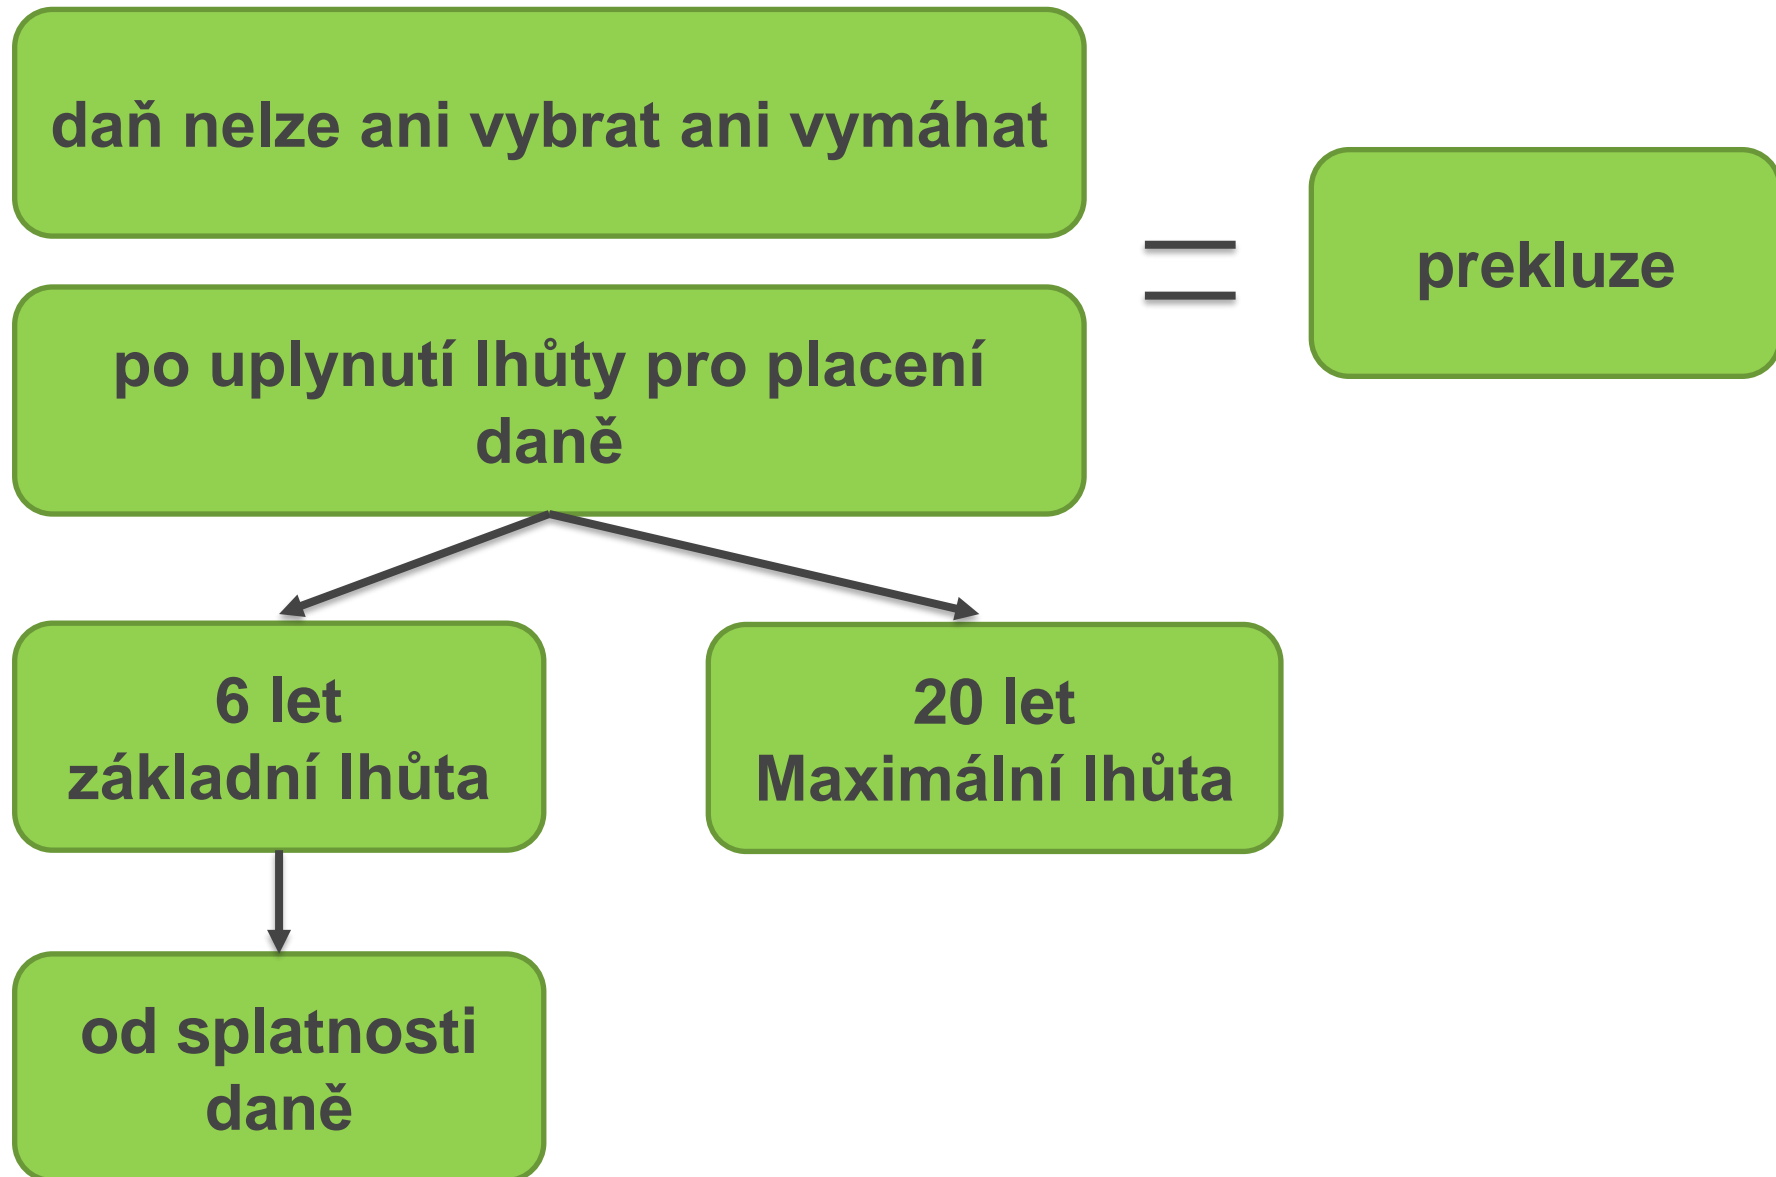 daň nelze ani vybrat ani vymáhat
prekluze
po uplynutí lhůty pro placení
daně
6 let
základní lhůta
20 let
Maximální lhůta
od splatnosti
daně